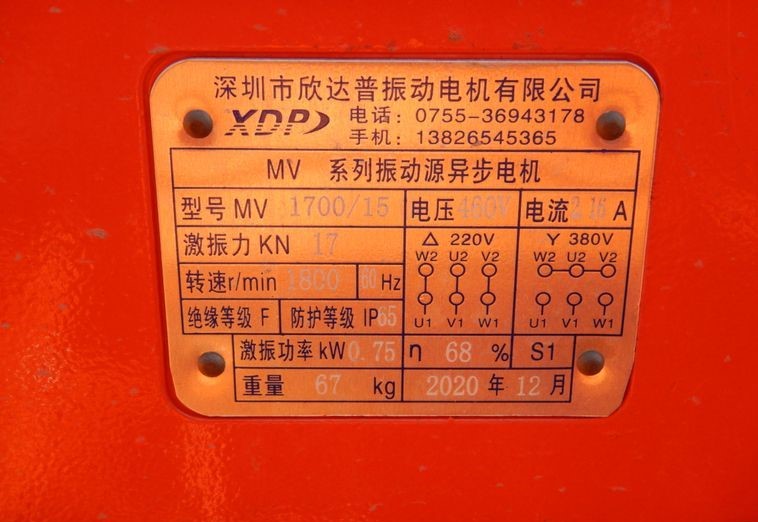 深圳市欣达普振动电机有限公司
XDP 电话：0755-36943178
手机：13826545365
MV 系列振动源异步电机
型号 MV 1700/15 电压 460V 电流 2.16 A
激振力 KN 17 △ 220V Y 380V
W2 U2 V2 W2 U2 V2
转速 r/min 1800 60 Hz
绝缘等级 F 防护等级 IP65 U1 V1 W1 U1 V1 W1
激振功率 kW 0.75 η 68 % S1
重量 67 kg 2020 年 12 月